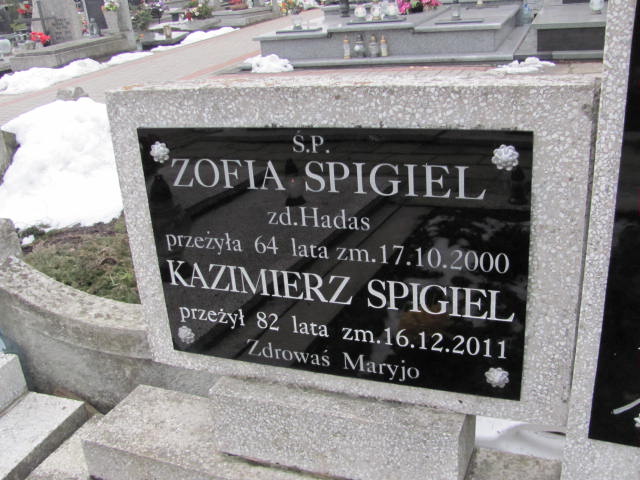 Ś.P.
ZOFIA SPIGIEL
zd.Hadas
przeżyła 64 lata zm.17.10.2000
KAZIMIERZ SPIGIEL
przeżył 82 lata zm.16.12.2011
Zdrowaś Maryjo